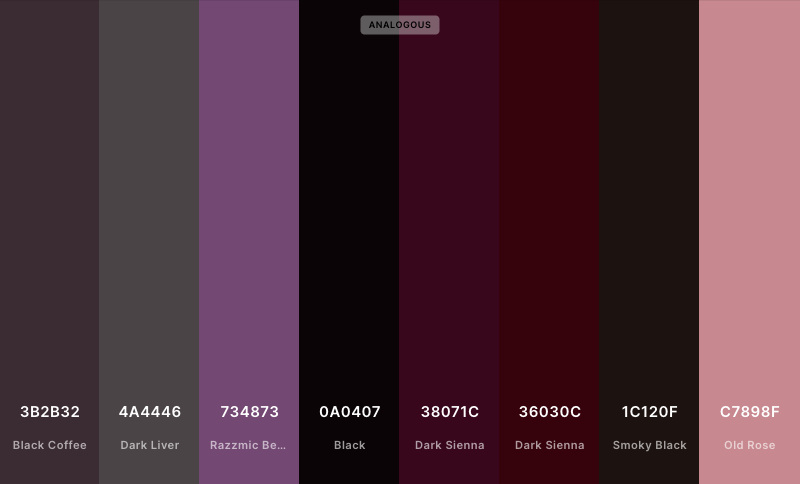 ANALOGOUS
3B2B32 4A4446 734873 0A0407 38071C 36030C 1C120F C7898F
Black Coffee Dark Liver Razzmic Be... Black Dark Sienna Dark Sienna Smoky Black Old Rose